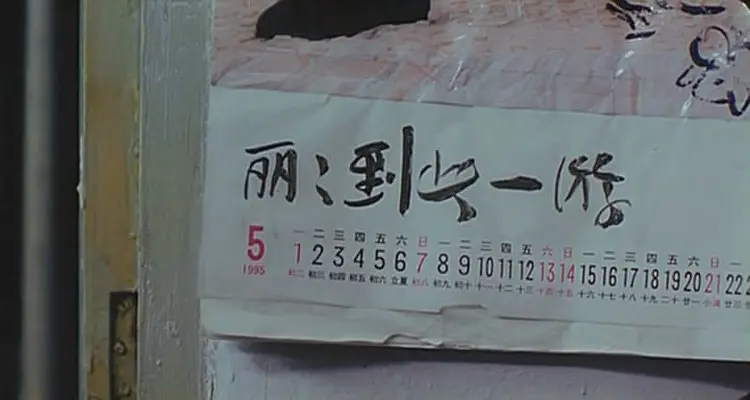 丽〻到此一游
一 二 三 四 五 六 日 一 二 三 四 五 六 日 一 二 三 四 五 六 日 一
5 1 2 3 4 5 6 7 8 9 10 11 12 13 14 15 16 17 18 19 20 21 22
1995 初二 初三 初四 初五 初六 立夏 初八 初九 初十 十一 十二 十三 十四 十五 十六 十七 十八 十九 二十 廿一 小满 廿三